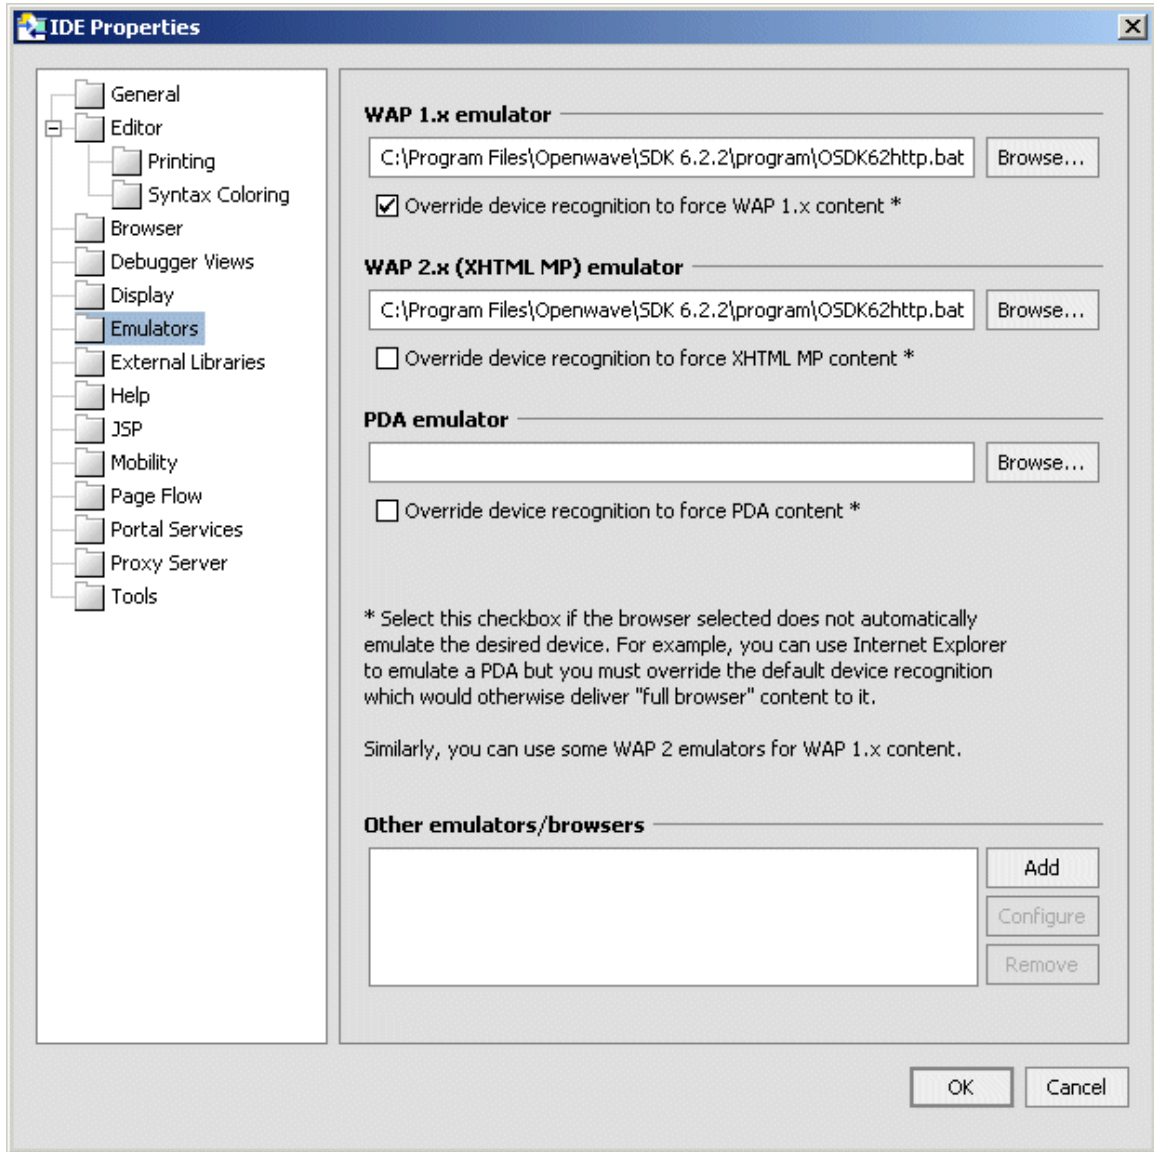 IDE Properties
General
Editor
Printing
Syntax Coloring
Browser
Debugger Views
Display
Emulators
External Libraries
Help
JSP
Mobility
Page Flow
Portal Services
Proxy Server
Tools
WAP 1.x emulator
C:\Program Files\Openwave\SDK 6.2.2\program\OSDK62http.bat
Browse...
Override device recognition to force WAP 1.x content *
WAP 2.x (XHTML MP) emulator
C:\Program Files\Openwave\SDK 6.2.2\program\OSDK62http.bat
Browse...
Override device recognition to force XHTML MP content *
PDA emulator
Browse...
Override device recognition to force PDA content *
* Select this checkbox if the browser selected does not automatically
emulate the desired device. For example, you can use Internet Explorer
to emulate a PDA but you must override the default device recognition
which would otherwise deliver "full browser" content to it.
Similarly, you can use some WAP 2 emulators for WAP 1.x content.
Other emulators/browsers
Add
Configure
Remove
OK
Cancel